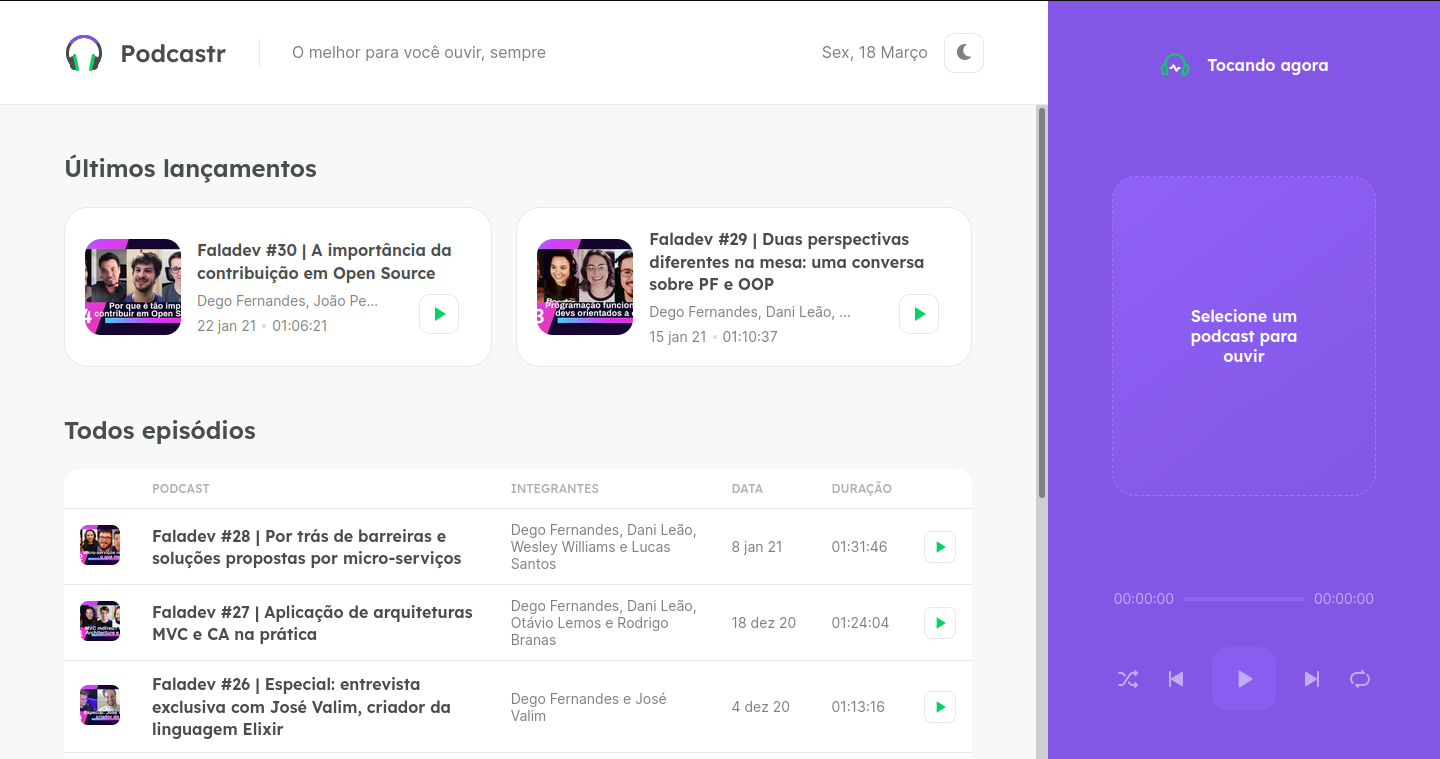 Podcastr
O melhor para você ouvir, sempre
Sex, 18 Março
Últimos lançamentos
Faladev #30 | A importância da
contribuição em Open Source
Dego Fernandes, João Pe...
22 jan 21 • 01:06:21
Por que é tão imp
contribuir em Open S
Faladev #29 | Duas perspectivas
diferentes na mesa: uma conversa
sobre PF e OOP
Dego Fernandes, Dani Leão, ...
15 jan 21 • 01:10:37
Programação funcion
devs orientados a
Todos episódios
PODCAST INTEGRANTES DATA DURAÇÃO
Faladev #28 | Por trás de barreiras e
soluções propostas por micro-serviços
Dego Fernandes, Dani Leão,
Wesley Williams e Lucas
Santos
8 jan 21
01:31:46
Faladev #27 | Aplicação de arquiteturas
MVC e CA na prática
Dego Fernandes, Dani Leão,
Otávio Lemos e Rodrigo
Branas
18 dez 20
01:24:04
Faladev #26 | Especial: entrevista
exclusiva com José Valim, criador da
linguagem Elixir
Dego Fernandes e José
Valim
4 dez 20
01:13:16
Tocando agora
Selecione um
podcast para
ouvir
00:00:00 00:00:00